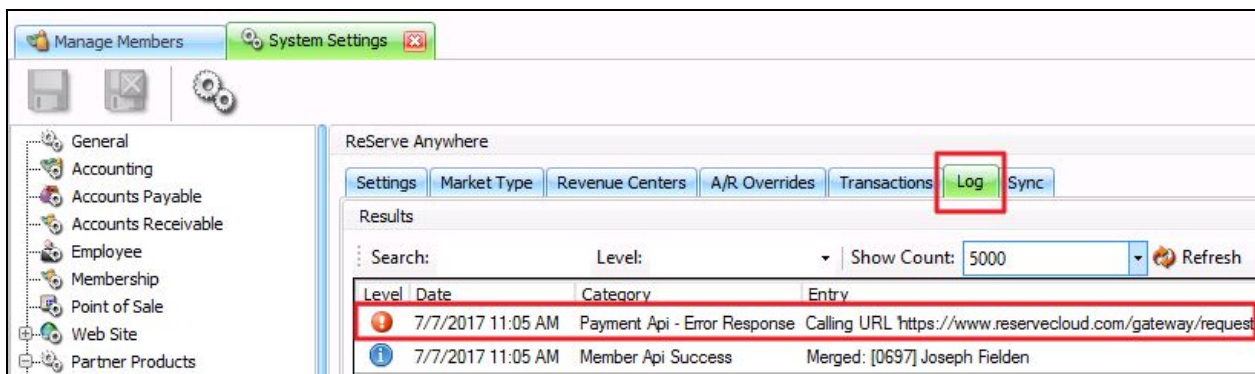 Manage Members
System Settings
General
Accounting
Accounts Payable
Accounts Receivable
Employee
Membership
Point of Sale
Web Site
Partner Products
ReServe Anywhere
Settings Market Type Revenue Centers A/R Overrides Transactions Log Sync
Results
Search: Level: Show Count: 5000 Refresh
Level Date Category Entry
7/7/2017 11:05 AM Payment Api - Error Response Calling URL 'https://www.reservecloud.com/gateway/request
7/7/2017 11:05 AM Member Api Success Merged: [0697] Joseph Fielden